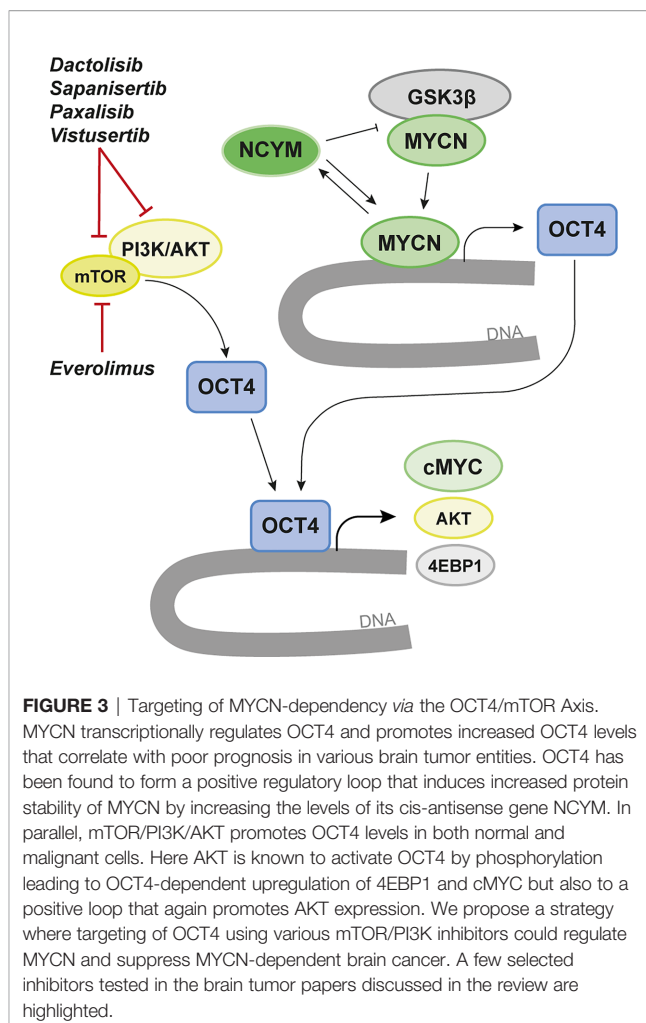 Dactolisib
Sapanisertib
Paxalisib
Vistusertib
GSK3β
MYCN
NCYM
MYCN
OCT4
PI3K/AKT
mTOR
DNA
Everolimus
OCT4
cMYC
OCT4
AKT
4EBP1
DNA
FIGURE 3 | Targeting of MYCN-dependency via the OCT4/mTOR Axis.
MYCN transcriptionally regulates OCT4 and promotes increased OCT4 levels
that correlate with poor prognosis in various brain tumor entities. OCT4 has
been found to form a positive regulatory loop that induces increased protein
stability of MYCN by increasing the levels of its cis-antisense gene NCYM. In
parallel, mTOR/PI3K/AKT promotes OCT4 levels in both normal and
malignant cells. Here AKT is known to activate OCT4 by phosphorylation
leading to OCT4-dependent upregulation of 4EBP1 and cMYC but also to a
positive loop that again promotes AKT expression. We propose a strategy
where targeting of OCT4 using various mTOR/PI3K inhibitors could regulate
MYCN and suppress MYCN-dependent brain cancer. A few selected
inhibitors tested in the brain tumor papers discussed in the review are
highlighted.